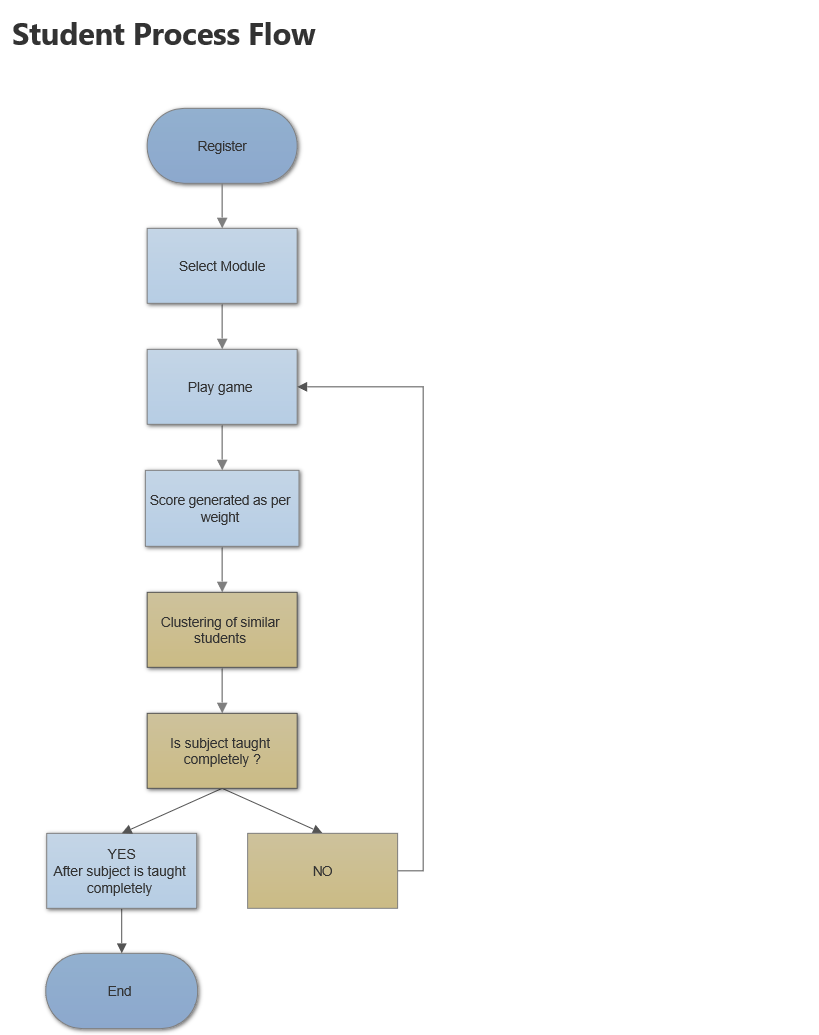 Student Process Flow
Register
Select Module
Play game
Score generated as per
weight
Clustering of similar
students
Is subject taught
completely ?
YES
After subject is taught
completely
NO
End